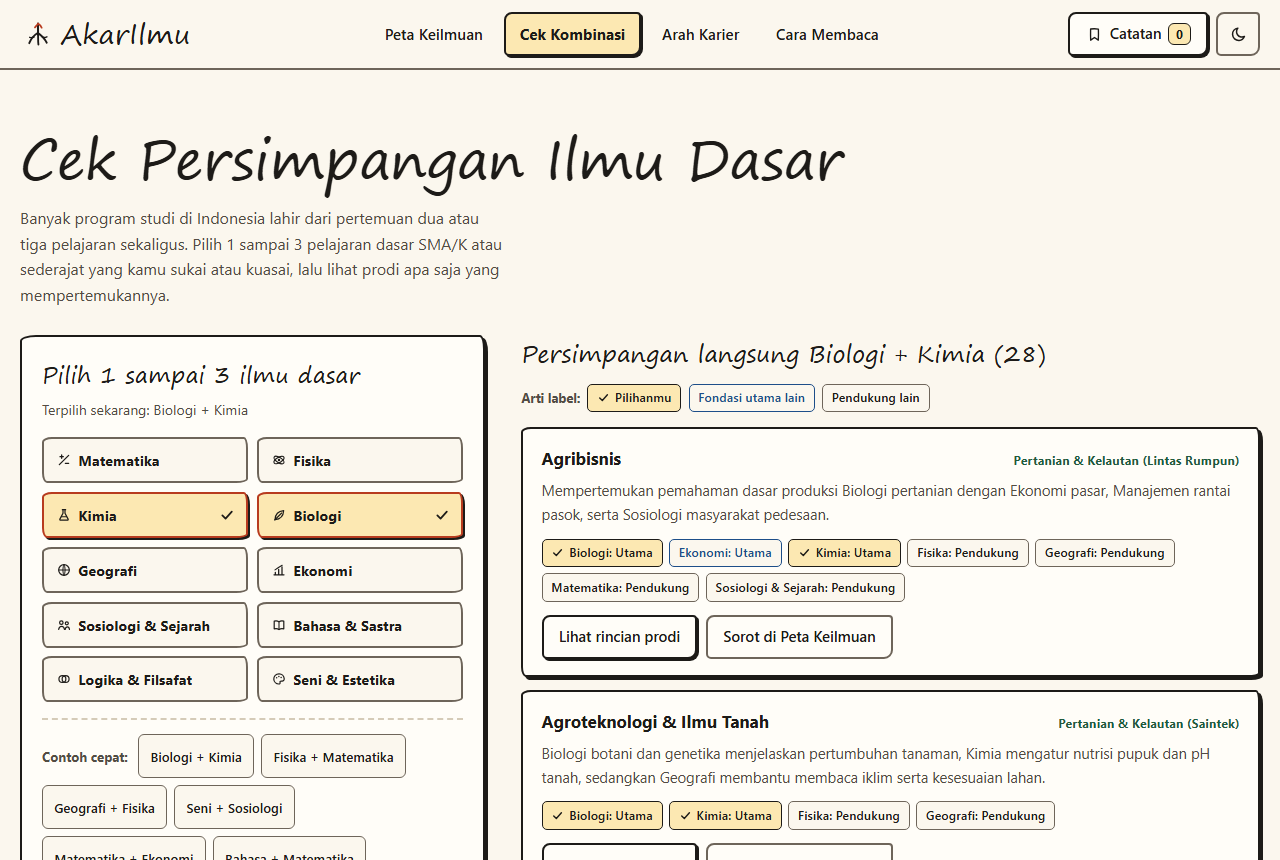 AkarIlmu
Peta Keilmuan
Cek Kombinasi
Arah Karier
Cara Membaca
Catatan 0
Cek Persimpangan Ilmu Dasar
Banyak program studi di Indonesia lahir dari pertemuan dua atau
tiga pelajaran sekaligus. Pilih 1 sampai 3 pelajaran dasar SMA/K atau
sederajat yang kamu sukai atau kuasai, lalu lihat prodi apa saja yang
mempertemukannya.
Pilih 1 sampai 3 ilmu dasar
Terpilih sekarang: Biologi + Kimia
Matematika
Fisika
Kimia
Biologi
Geografi
Ekonomi
Sosiologi & Sejarah
Bahasa & Sastra
Logika & Filsafat
Seni & Estetika
Contoh cepat:
Biologi + Kimia
Fisika + Matematika
Geografi + Fisika
Seni + Sosiologi
Matematika + Ekonomi
Bahasa + Matematika
Persimpangan langsung Biologi + Kimia (28)
Arti label:
Pilihanmu
Fondasi utama lain
Pendukung lain
Agribisnis
Pertanian & Kelautan (Lintas Rumpun)
Mempertemukan pemahaman dasar produksi Biologi pertanian dengan Ekonomi pasar, Manajemen rantai
pasok, serta Sosiologi masyarakat pedesaan.
Biologi: Utama
Ekonomi: Utama
Kimia: Utama
Fisika: Pendukung
Geografi: Pendukung
Matematika: Pendukung
Sosiologi & Sejarah: Pendukung
Lihat rincian prodi
Sorot di Peta Keilmuan
Agroteknologi & Ilmu Tanah
Pertanian & Kelautan (Saintek)
Biologi botani dan genetika menjelaskan pertumbuhan tanaman, Kimia mengatur nutrisi pupuk dan pH
tanah, sedangkan Geografi membantu membaca iklim serta kesesuaian lahan.
Biologi: Utama
Kimia: Utama
Fisika: Pendukung
Geografi: Pendukung